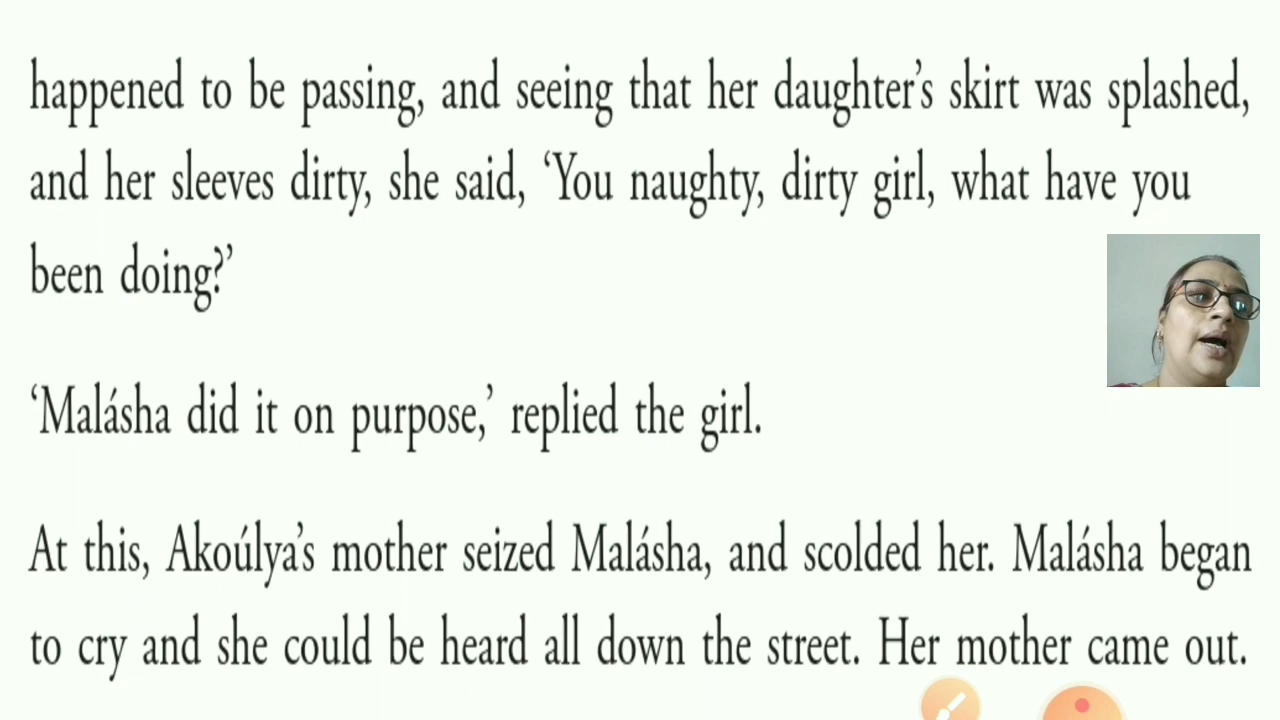 happened to be passing, and seeing that her daughter’s skirt was splashed,
and her sleeves dirty, she said, ‘You naughty, dirty girl, what have you
been doing?’
‘Malásha did it on purpose,’ replied the girl.
At this, Akoúlya’s mother seized Malásha, and scolded her. Malásha began
to cry and she could be heard all down the street. Her mother came out.